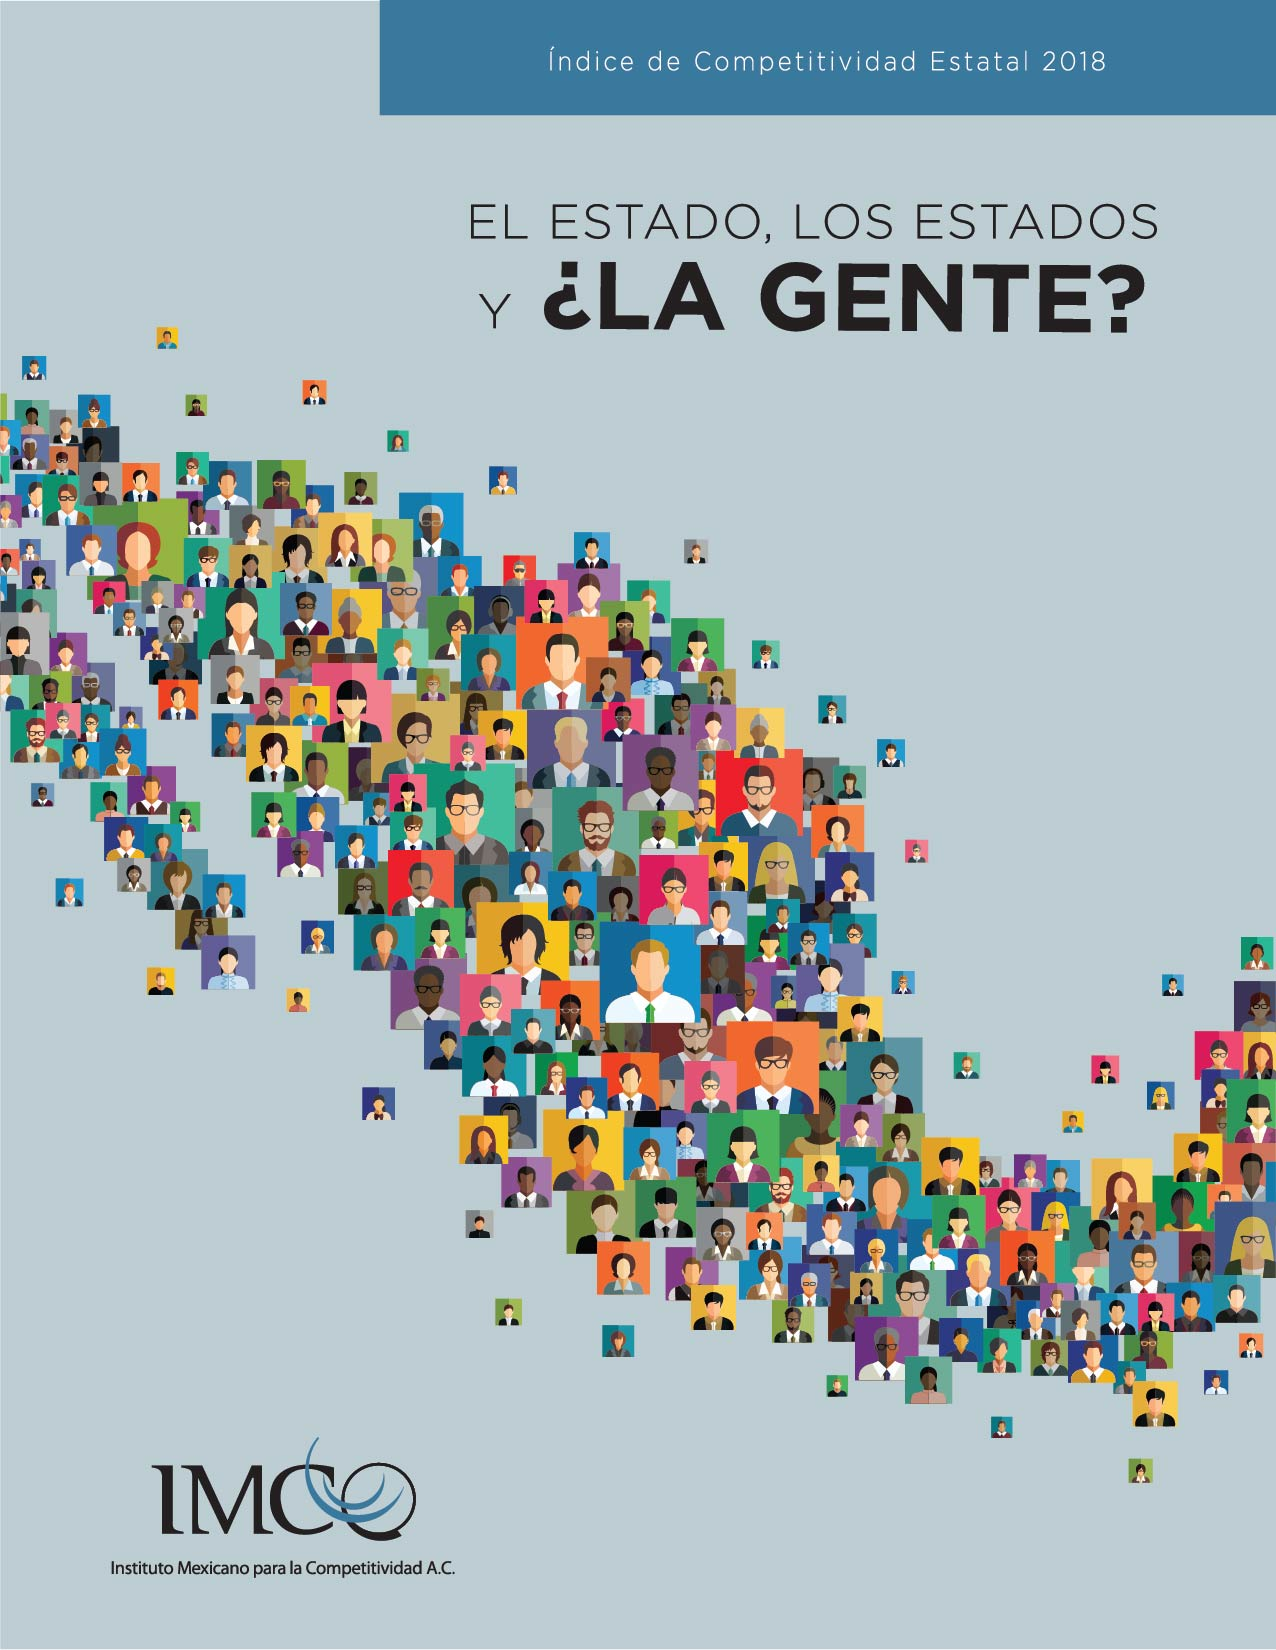 Índice de Competitividad Estatal 2018
EL ESTADO, LOS ESTADOS
Y ¿LA GENTE?
IMCO
Instituto Mexicano para la Competitividad A.C.